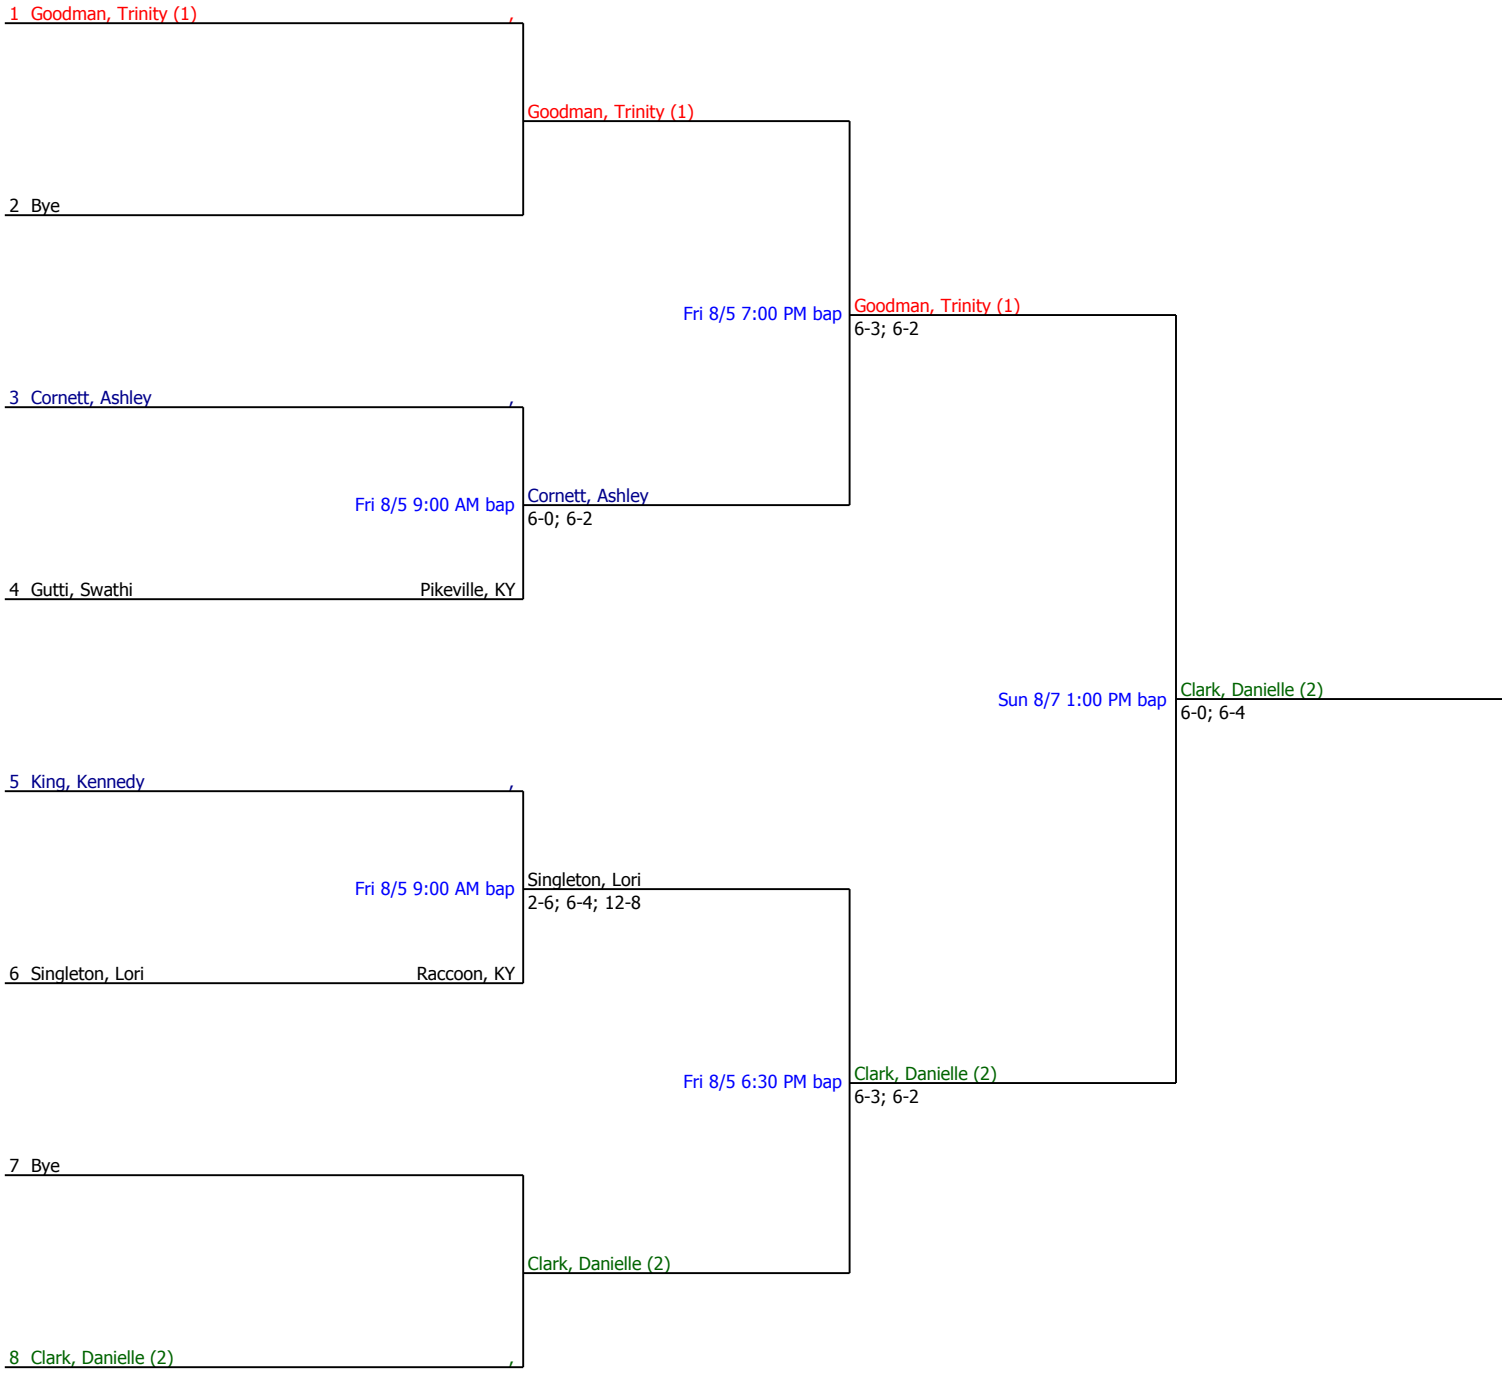 1 Goodman, Trinity (1) ,
Goodman, Trinity (1)
2 Bye
Fri 8/5 7:00 PM bap
Goodman, Trinity (1)
6-3; 6-2
3 Cornett, Ashley ,
Fri 8/5 9:00 AM bap
Cornett, Ashley
6-0; 6-2
4 Gutti, Swathi Pikeville, KY
Sun 8/7 1:00 PM bap
Clark, Danielle (2)
6-0; 6-4
5 King, Kennedy ,
Fri 8/5 9:00 AM bap
Singleton, Lori
2-6; 6-4; 12-8
6 Singleton, Lori Raccoon, KY
Fri 8/5 6:30 PM bap
Clark, Danielle (2)
6-3; 6-2
7 Bye
Clark, Danielle (2)
8 Clark, Danielle (2) ,